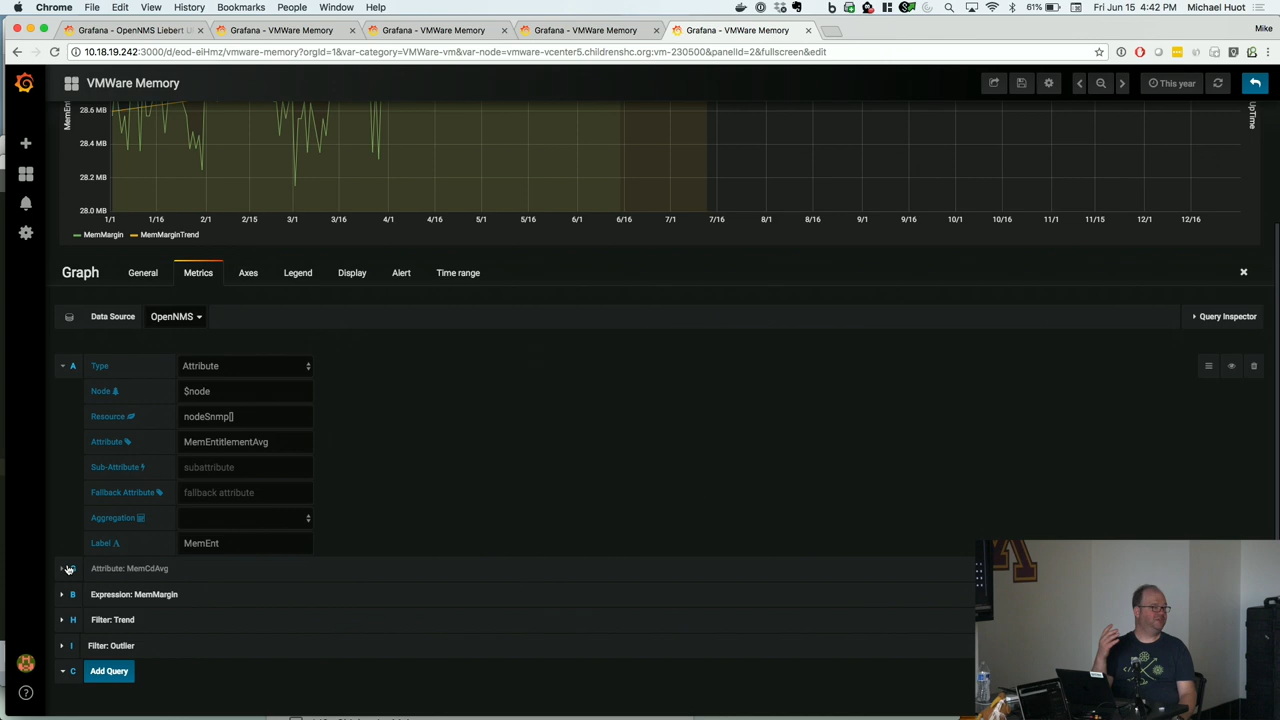 Chrome File Edit View History Bookmarks People Window Help 61% Fri Jun 15 4:42 PM Michael Huot
Grafana - OpenNMS Liebert U Grafana - VMWare Memory Grafana - VMWare Memory Grafana - VMWare Memory Grafana - VMWare Memory Mike
10.18.19.242:3000/d/eod-eiHmz/vmware-memory?orgId=1&var-category=VMWare-vm&var-node=vmware-vcenter5.childrenshc.org:vm-230500&panelId=2&fullscreen&edit
VMWare Memory This year
28.6 MB
28.4 MB
28.2 MB
28.0 MB
MemEnt
UpTime
1/1 1/16 2/1 2/15 3/1 3/16 4/1 4/16 5/1 5/16 6/1 6/16 7/1 7/16 8/1 8/16 9/1 9/16 10/1 10/16 11/1 11/15 12/1 12/16
MemMargin MemMarginTrend
Graph General Metrics Axes Legend Display Alert Time range
Data Source OpenNMS Query Inspector
A Type Attribute
Node $node
Resource nodeSnmp[]
Attribute MemEntitlementAvg
Sub-Attribute subattribute
Fallback Attribute fallback attribute
Aggregation
Label MemEnt
Attribute: MemCdAvg
B Expression: MemMargin
H Filter: Trend
I Filter: Outlier
C Add Query